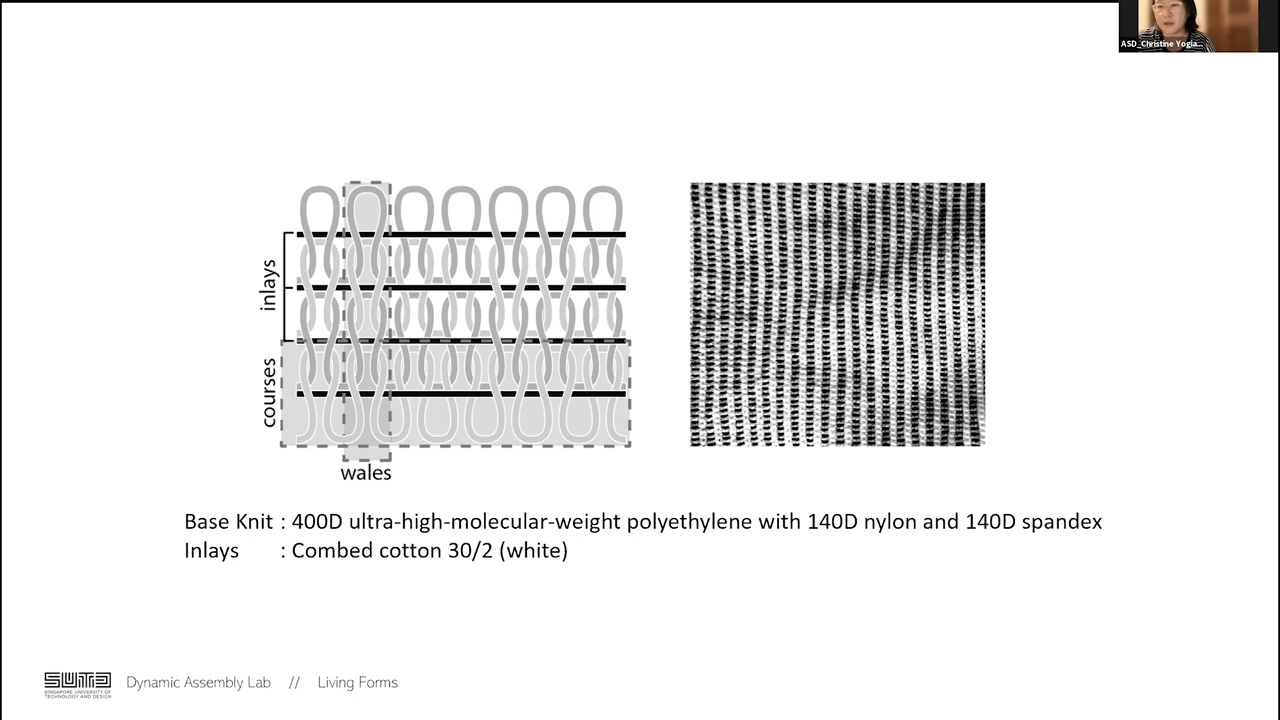 ASD_Christine Yogia...
inlays
courses
wales
Base Knit : 400D ultra-high-molecular-weight polyethylene with 140D nylon and 140D spandex
Inlays : Combed cotton 30/2 (white)
SUTD
SINGAPORE UNIVERSITY OF
TECHNOLOGY AND DESIGN
Dynamic Assembly Lab // Living Forms